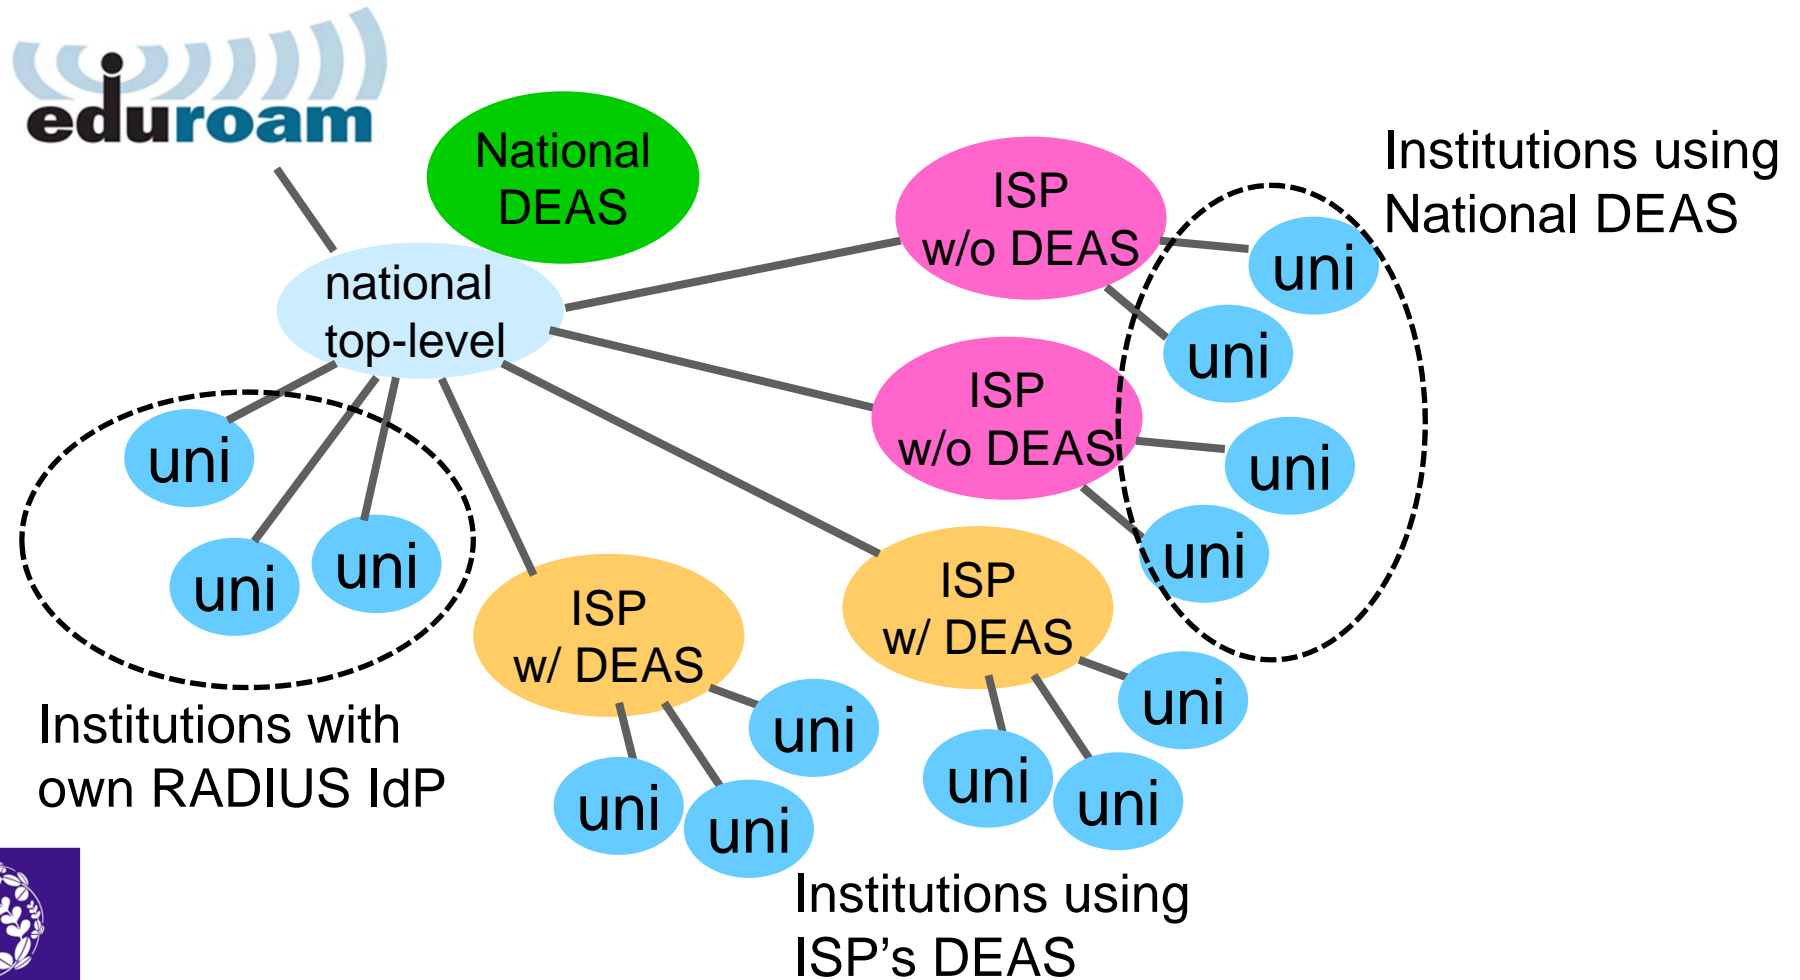 eduroam
National
DEAS
ISP
w/o DEAS
Institutions using
National DEAS
uni
national
top-level
uni
ISP
w/o DEAS
uni
uni
uni
uni
uni
ISP
w/ DEAS
ISP
w/ DEAS
uni
uni
uni
uni
uni
uni
Institutions with
own RADIUS IdP
Institutions using
ISP's DEAS